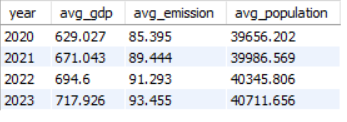 year avg_gdp avg_emission avg_population
2020 629.027 85.395 39656.202
2021 671.043 89.444 39986.569
2022 694.6 91.293 40345.806
2023 717.926 93.455 40711.656